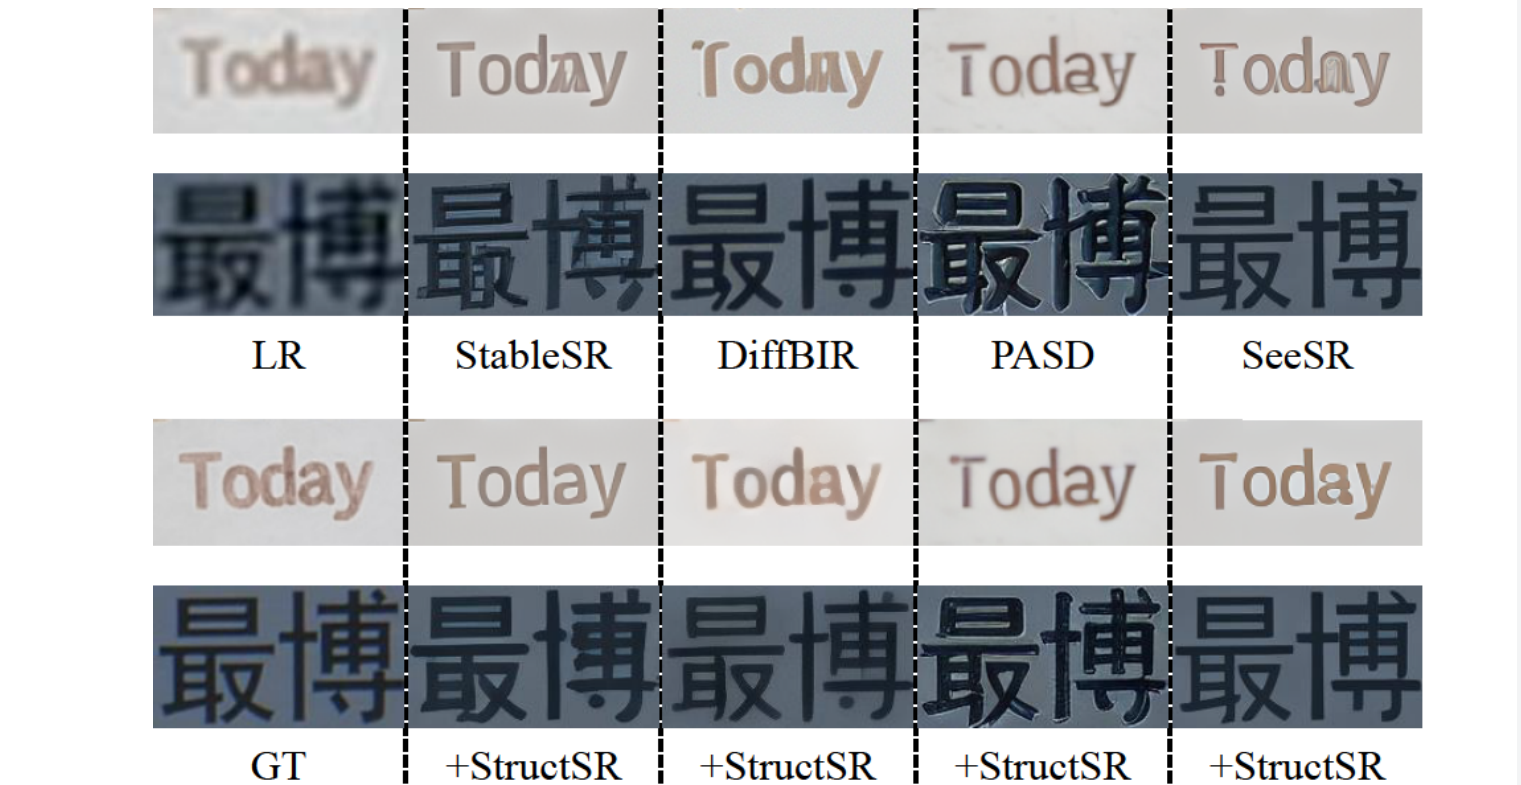 Today Today Today Today Today
最博 最博 最博 最博 最博
LR StableSR DiffBIR PASD SeeSR
Today Today Today Today Today
最博 最博 最博 最博 最博
GT +StructSR +StructSR +StructSR +StructSR